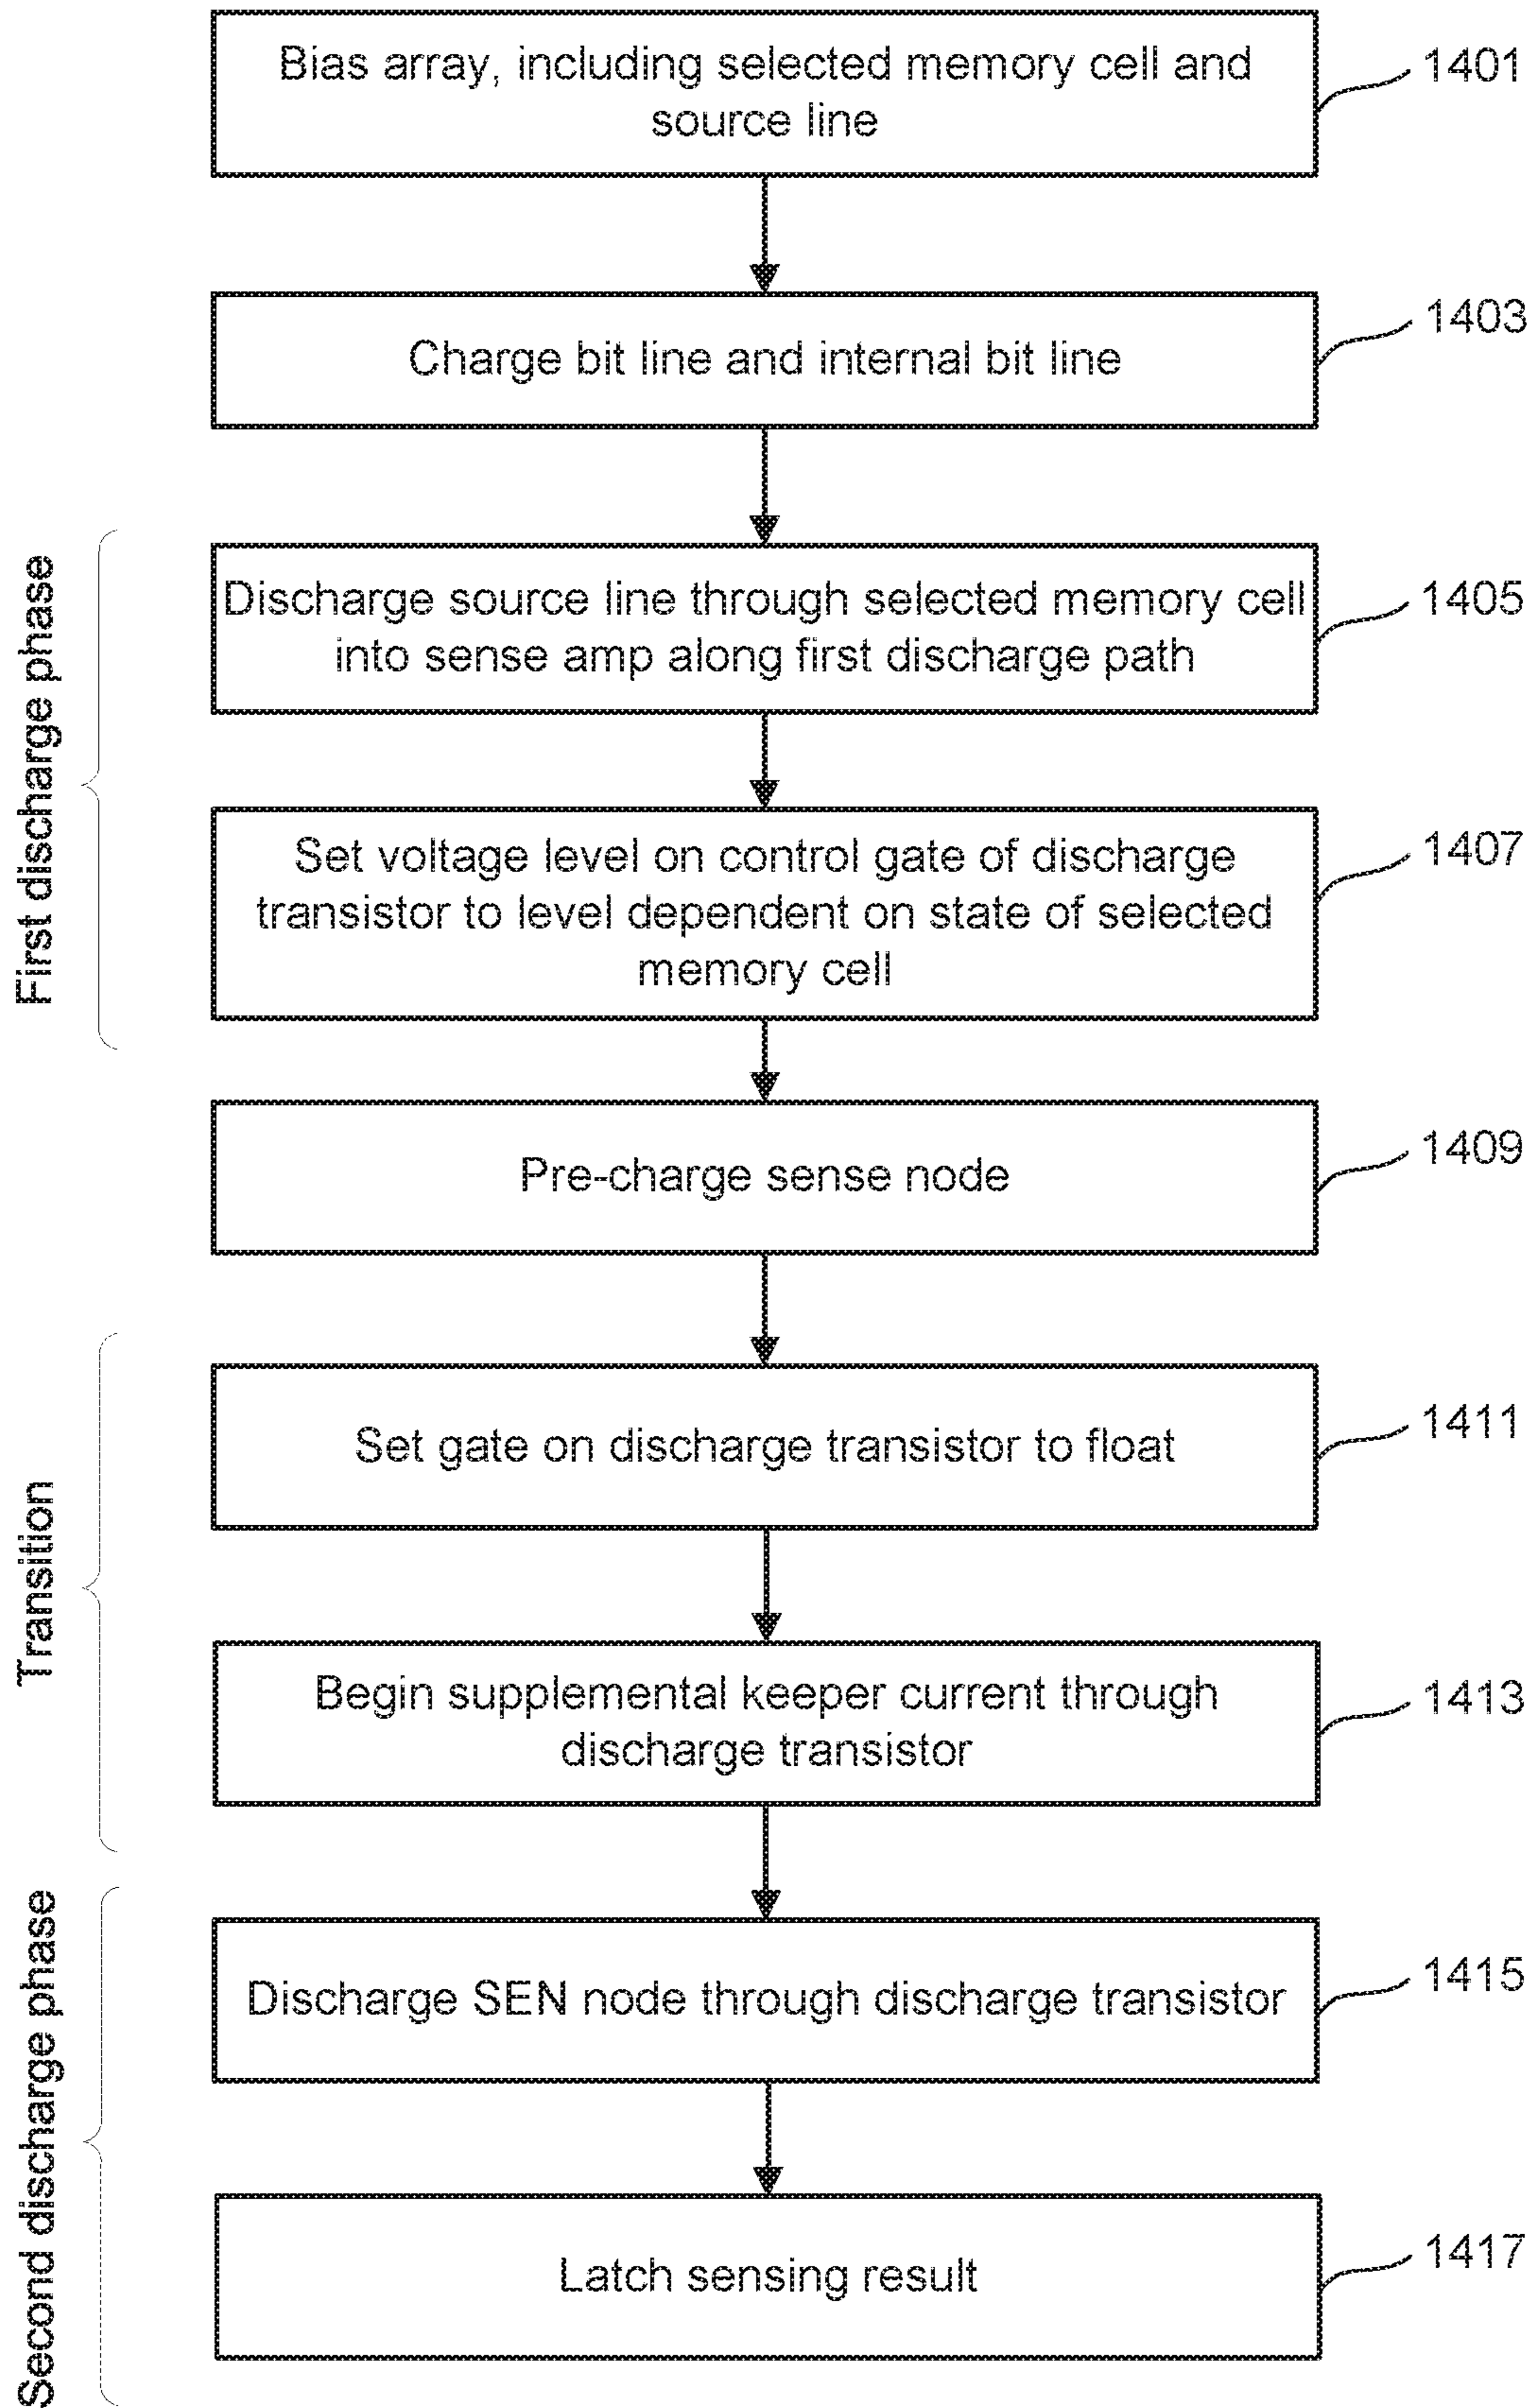 Bias array, including selected memory cell and
source line
1401
Charge bit line and internal bit line
1403
First discharge phase
Discharge source line through selected memory cell
into sense amp along first discharge path
1405
Set voltage level on control gate of discharge
transistor to level dependent on state of selected
memory cell
1407
Pre-charge sense node
1409
Transition
Set gate on discharge transistor to float
1411
Begin supplemental keeper current through
discharge transistor
1413
Second discharge phase
Discharge SEN node through discharge transistor
1415
Latch sensing result
1417